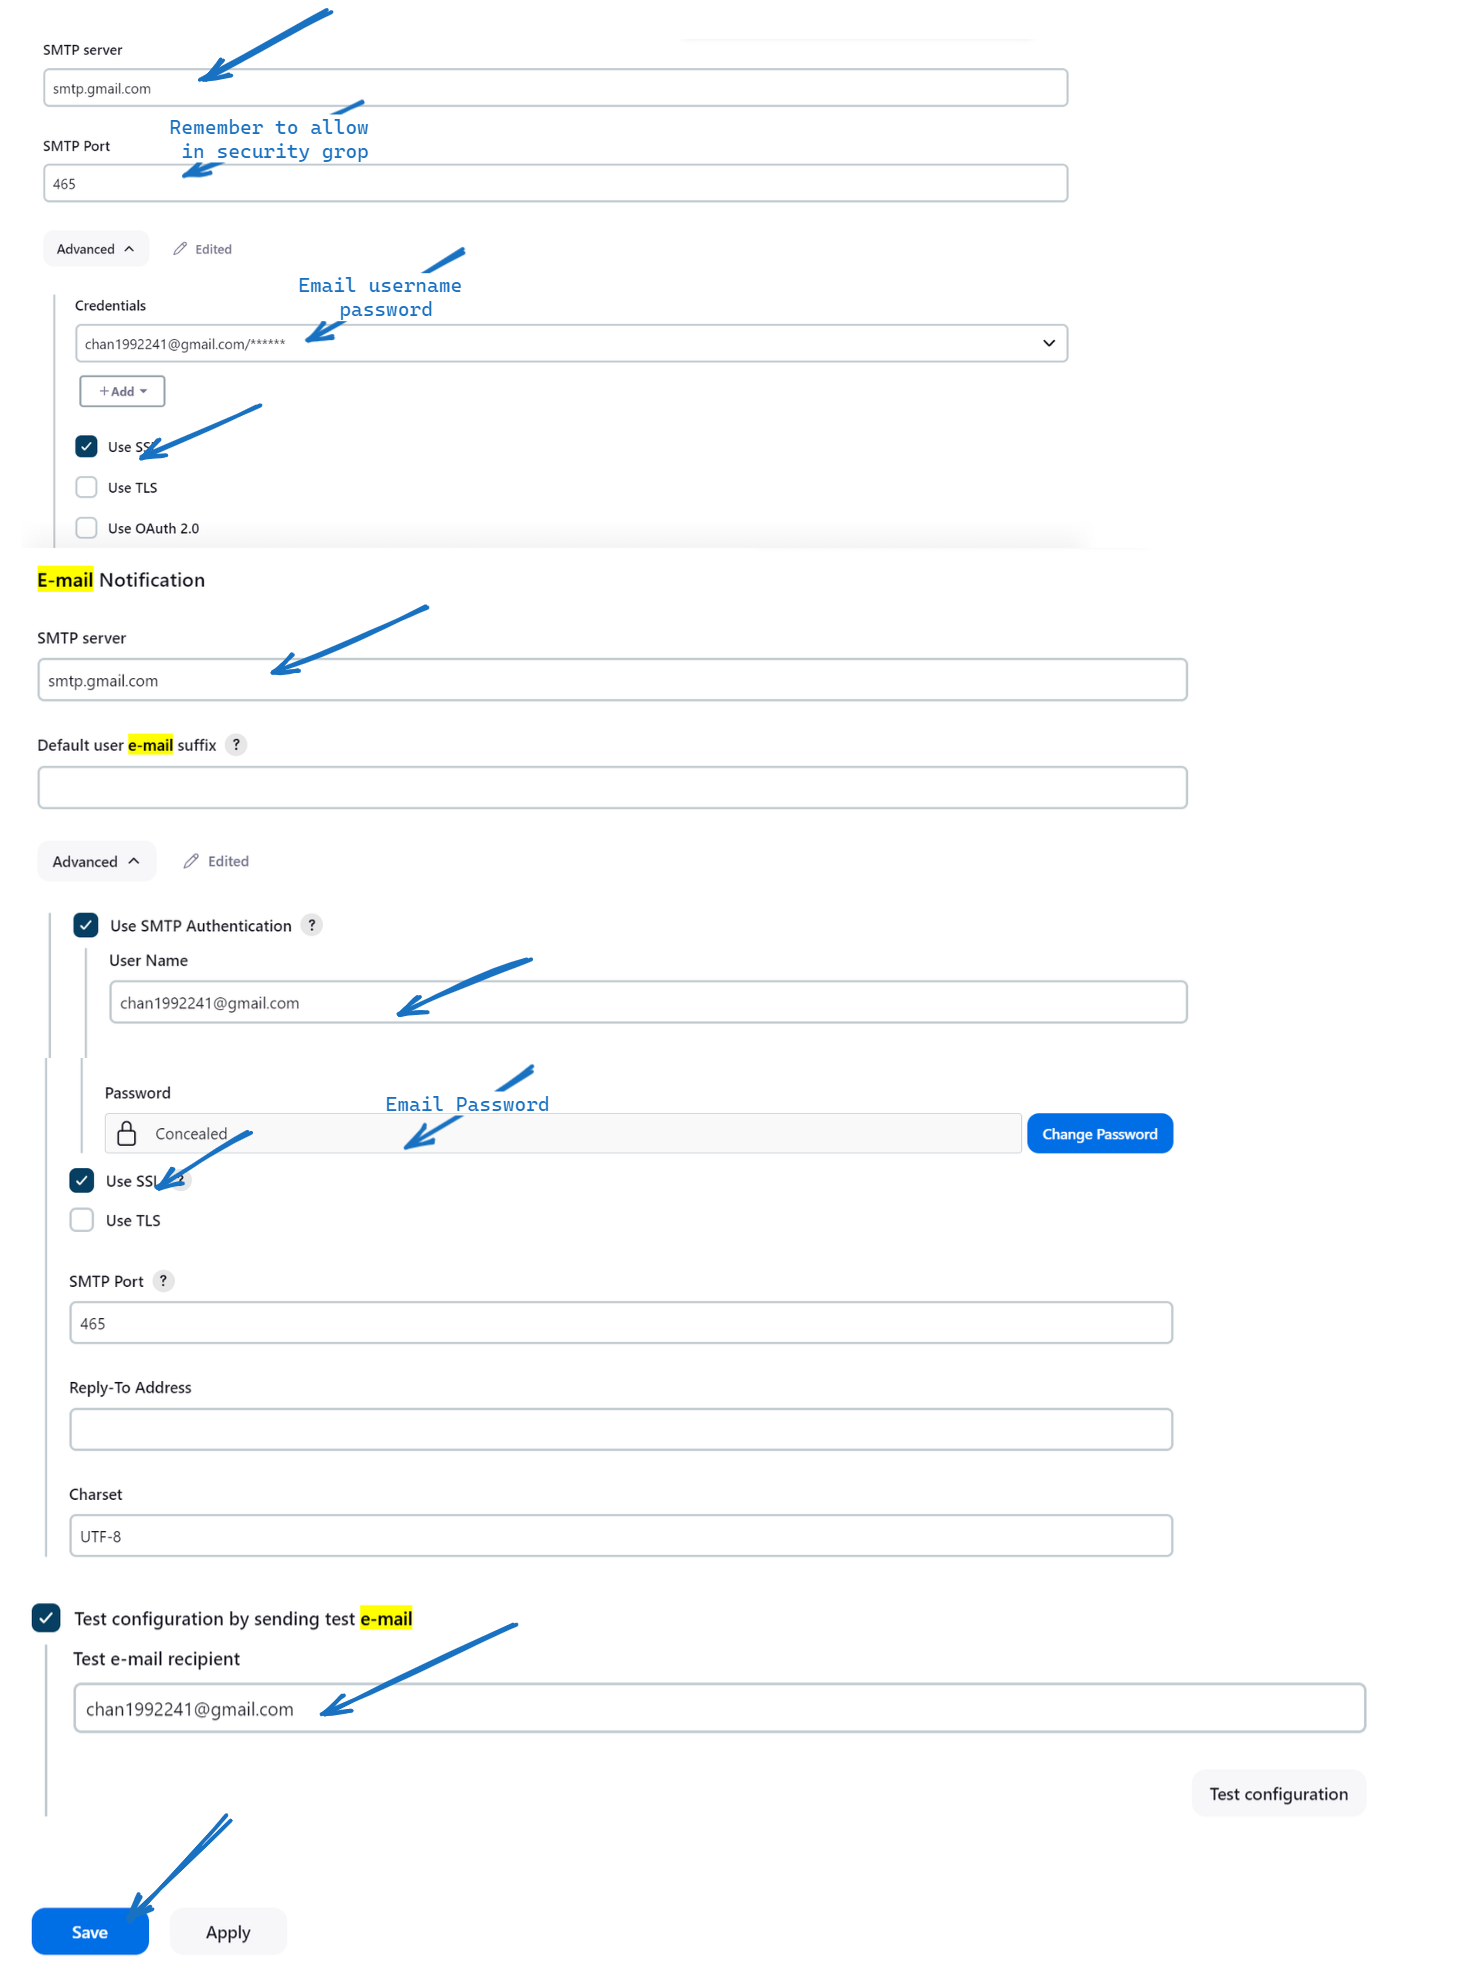 SMTP server
smtp.gmail.com
Remember to allow
in security grop
SMTP Port
465
Advanced
Edited
Email username
password
Credentials
chan1992241@gmail.com/******
+Add
Use SSL
Use TLS
Use OAuth 2.0
E-mail Notification
SMTP server
smtp.gmail.com
Default user e-mail suffix ?
Advanced
Edited
Use SMTP Authentication ?
User Name
chan1992241@gmail.com
Password
Email Password
Concealed
Change Password
Use SSL ?
Use TLS
SMTP Port ?
465
Reply-To Address
Charset
UTF-8
Test configuration by sending test e-mail
Test e-mail recipient
chan1992241@gmail.com
Test configuration
Save
Apply